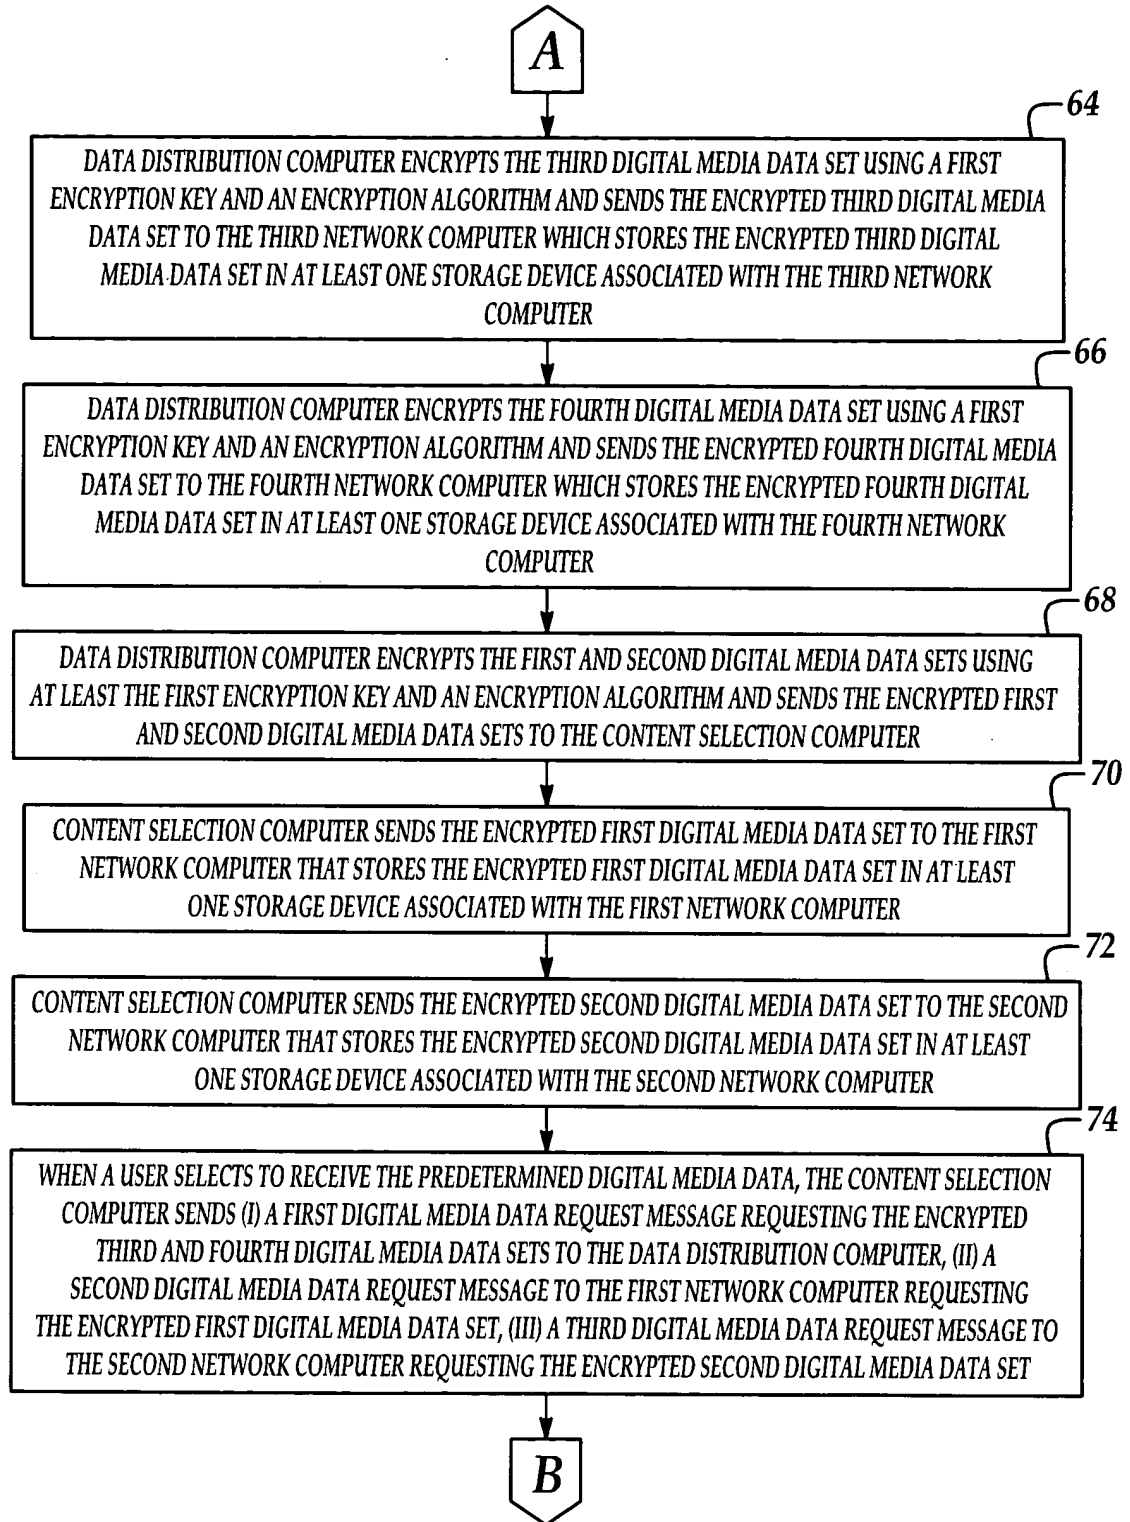 A
64
DATA DISTRIBUTION COMPUTER ENCRYPTS THE THIRD DIGITAL MEDIA DATA SET USING A FIRST
ENCRYPTION KEY AND AN ENCRYPTION ALGORITHM AND SENDS THE ENCRYPTED THIRD DIGITAL MEDIA
DATA SET TO THE THIRD NETWORK COMPUTER WHICH STORES THE ENCRYPTED THIRD DIGITAL
MEDIA DATA SET IN AT LEAST ONE STORAGE DEVICE ASSOCIATED WITH THE THIRD NETWORK
COMPUTER
66
DATA DISTRIBUTION COMPUTER ENCRYPTS THE FOURTH DIGITAL MEDIA DATA SET USING A FIRST
ENCRYPTION KEY AND AN ENCRYPTION ALGORITHM AND SENDS THE ENCRYPTED FOURTH DIGITAL MEDIA
DATA SET TO THE FOURTH NETWORK COMPUTER WHICH STORES THE ENCRYPTED FOURTH DIGITAL
MEDIA DATA SET IN AT LEAST ONE STORAGE DEVICE ASSOCIATED WITH THE FOURTH NETWORK
COMPUTER
68
DATA DISTRIBUTION COMPUTER ENCRYPTS THE FIRST AND SECOND DIGITAL MEDIA DATA SETS USING
AT LEAST THE FIRST ENCRYPTION KEY AND AN ENCRYPTION ALGORITHM AND SENDS THE ENCRYPTED FIRST
AND SECOND DIGITAL MEDIA DATA SETS TO THE CONTENT SELECTION COMPUTER
70
CONTENT SELECTION COMPUTER SENDS THE ENCRYPTED FIRST DIGITAL MEDIA DATA SET TO THE FIRST
NETWORK COMPUTER THAT STORES THE ENCRYPTED FIRST DIGITAL MEDIA DATA SET IN AT LEAST
ONE STORAGE DEVICE ASSOCIATED WITH THE FIRST NETWORK COMPUTER
72
CONTENT SELECTION COMPUTER SENDS THE ENCRYPTED SECOND DIGITAL MEDIA DATA SET TO THE SECOND
NETWORK COMPUTER THAT STORES THE ENCRYPTED SECOND DIGITAL MEDIA DATA SET IN AT LEAST
ONE STORAGE DEVICE ASSOCIATED WITH THE SECOND NETWORK COMPUTER
74
WHEN A USER SELECTS TO RECEIVE THE PREDETERMINED DIGITAL MEDIA DATA, THE CONTENT SELECTION
COMPUTER SENDS (I) A FIRST DIGITAL MEDIA DATA REQUEST MESSAGE REQUESTING THE ENCRYPTED
THIRD AND FOURTH DIGITAL MEDIA DATA SETS TO THE DATA DISTRIBUTION COMPUTER, (II) A
SECOND DIGITAL MEDIA DATA REQUEST MESSAGE TO THE FIRST NETWORK COMPUTER REQUESTING
THE ENCRYPTED FIRST DIGITAL MEDIA DATA SET, (III) A THIRD DIGITAL MEDIA DATA REQUEST MESSAGE TO
THE SECOND NETWORK COMPUTER REQUESTING THE ENCRYPTED SECOND DIGITAL MEDIA DATA SET
B